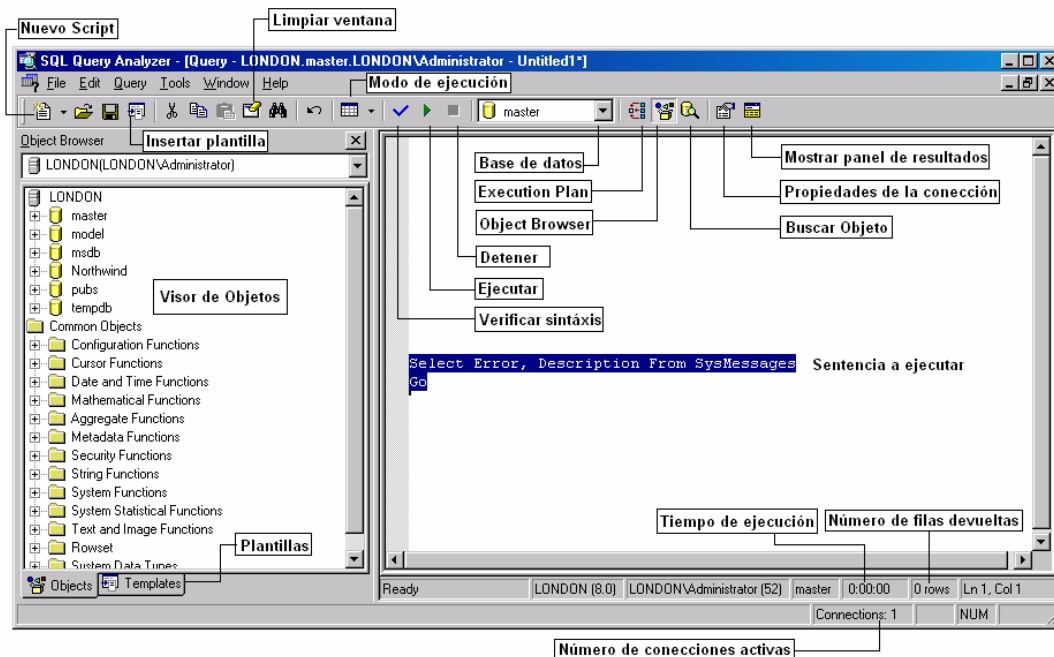 Nuevo Script
Limpiar ventana
SQL Query Analyzer - [Query - LONDON.master.LONDON\Administrator - Untitled1*]
File Edit Query Tools Window Help
Modo de ejecución
master
Object Browser
Insertar plantilla
LONDON(LONDON\Administrator)
Base de datos
Mostrar panel de resultados
Execution Plan
Propiedades de la conección
Object Browser
Buscar Objeto
Detener
Ejecutar
Verificar sintáxis
LONDON
master
model
msdb
Northwind
pubs
tempdb
Visor de Objetos
Common Objects
Configuration Functions
Cursor Functions
Date and Time Functions
Mathematical Functions
Aggregate Functions
Metadata Functions
Security Functions
String Functions
System Functions
System Statistical Functions
Text and Image Functions
Rowset
System Data Types
Select Error, Description From SysMessages
Go
Sentencia a ejecutar
Plantillas
Tiempo de ejecución
Número de filas devueltas
Objects Templates
Ready LONDON (8.0) LONDON\Administrator (52) master 0:00:00 0 rows Ln 1, Col 1
Connections: 1 NUM
Número de conecciones activas